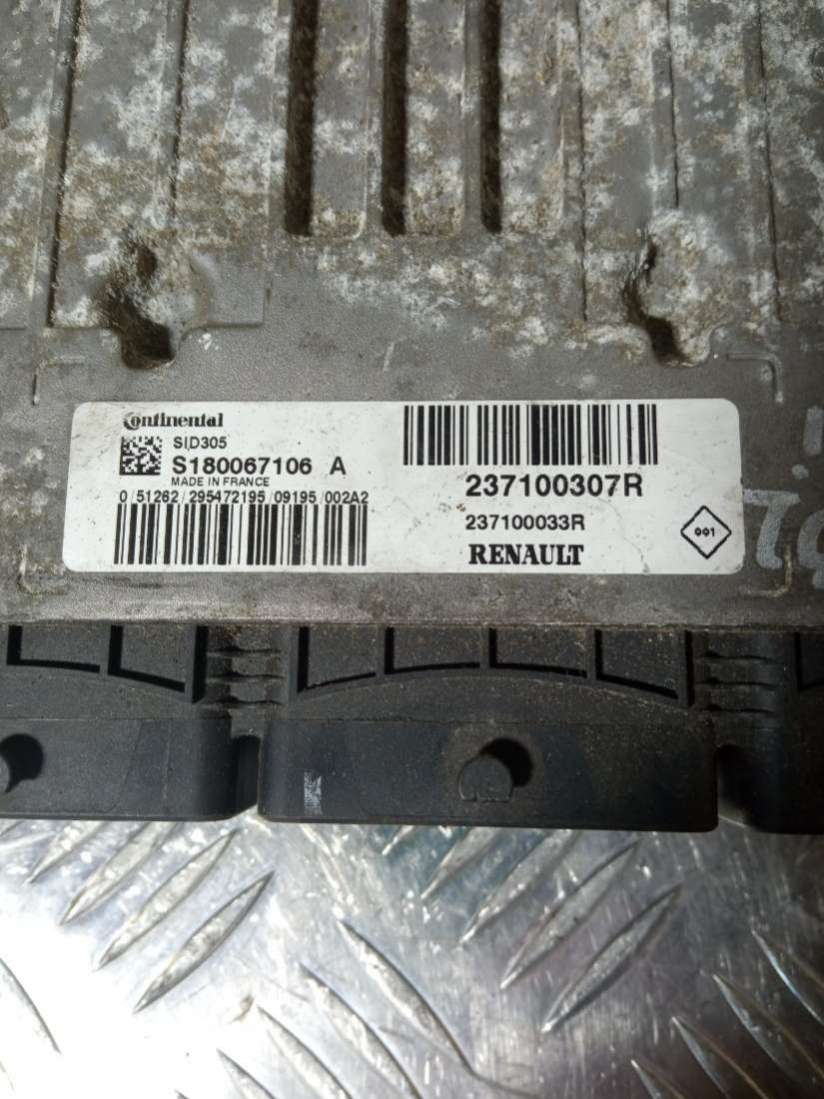 Continental
SID305
S180067106 A
MADE IN FRANCE
0 / 51262 / 295472195 / 09195 / 002A2
237100307R
237100033R
RENAULT
001